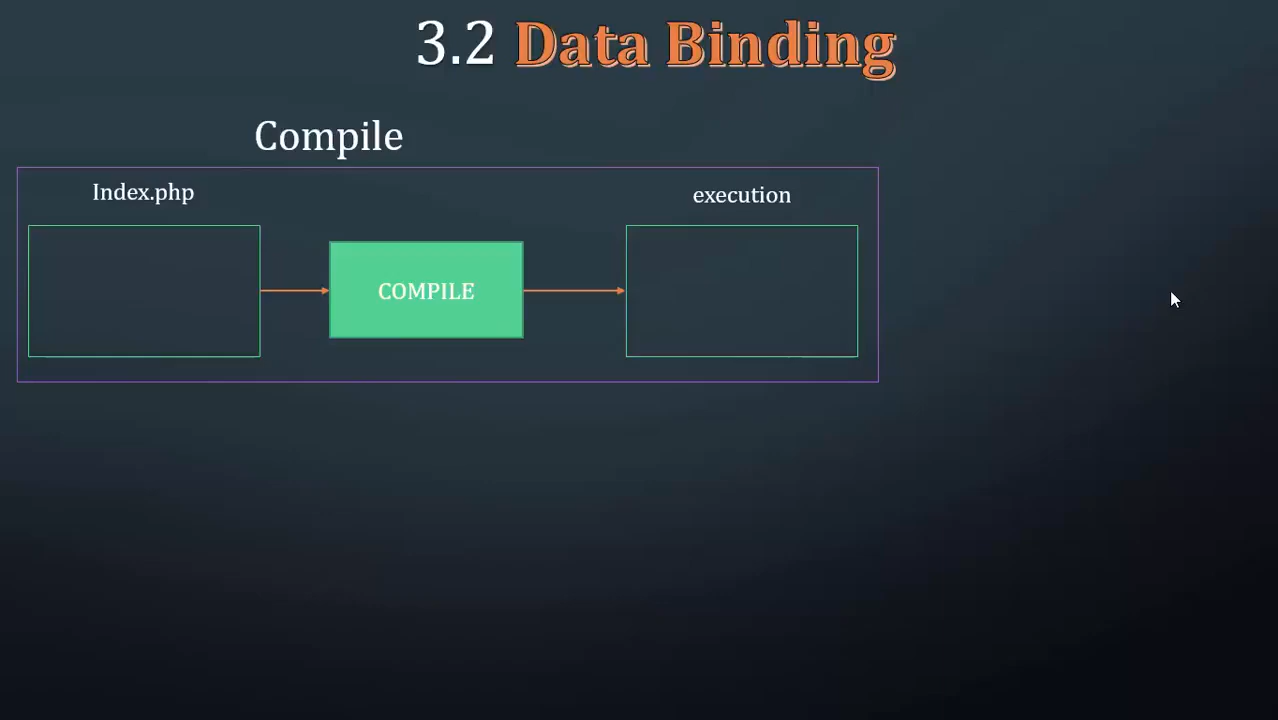 3.2 Data Binding
Compile
Index.php
execution
COMPILE